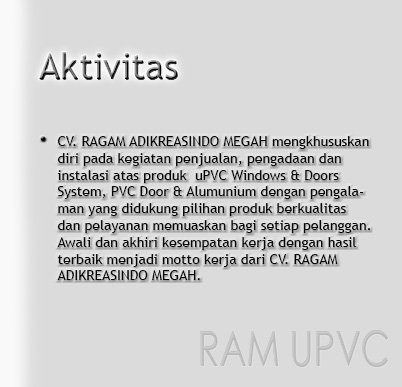 Aktivitas
• CV. RAGAM ADIKREASINDO MEGAH mengkhususkan
diri pada kegiatan penjualan, pengadaan dan
instalasi atas produk  uPVC Windows & Doors
System, PVC Door & Alumunium dengan pengala-
man yang didukung pilihan produk berkualitas
dan pelayanan memuaskan bagi setiap pelanggan.
Awali dan akhiri kesempatan kerja dengan hasil
terbaik menjadi motto kerja dari CV. RAGAM
ADIKREASINDO MEGAH.
RAM UPVC